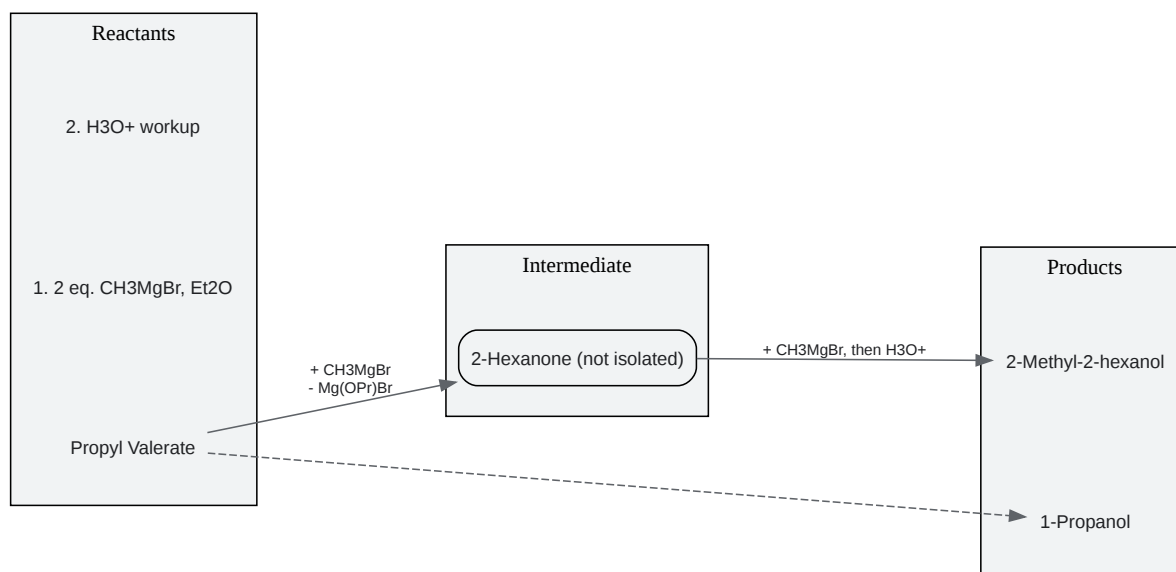 Reactants
2. H3O+ workup
1. 2 eq. CH3MgBr, Et2O
Propyl Valerate
+ CH3MgBr
- Mg(OPr)Br
Intermediate
2-Hexanone (not isolated)
+ CH3MgBr, then H3O+
Products
2-Methyl-2-hexanol
1-Propanol